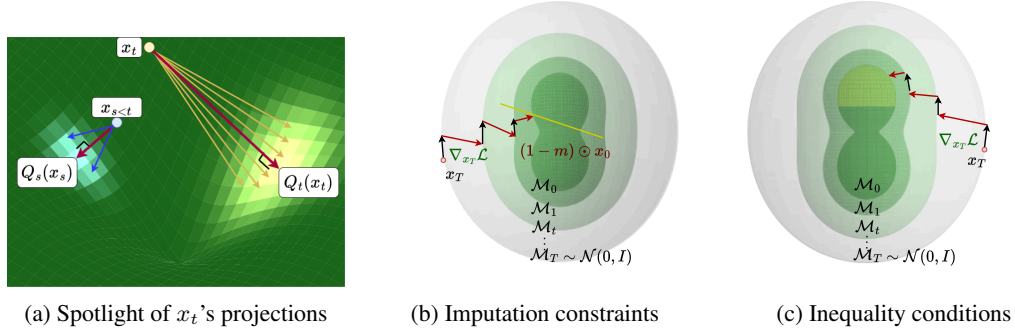 x_t
x_{s<t}
Q_s(x_s)
Q_t(x_t)
(a) Spotlight of x_t's projections
∇_{x_T} ℒ
x_T
(1 − m) ⊙ x_0
ℳ_0
ℳ_1
ℳ_t
⋮
ℳ_T ∼ 𝒩(0, I)
(b) Imputation constraints
∇_{x_T} ℒ
x_T
ℳ_0
ℳ_1
ℳ_t
⋮
ℳ_T ∼ 𝒩(0, I)
(c) Inequality conditions